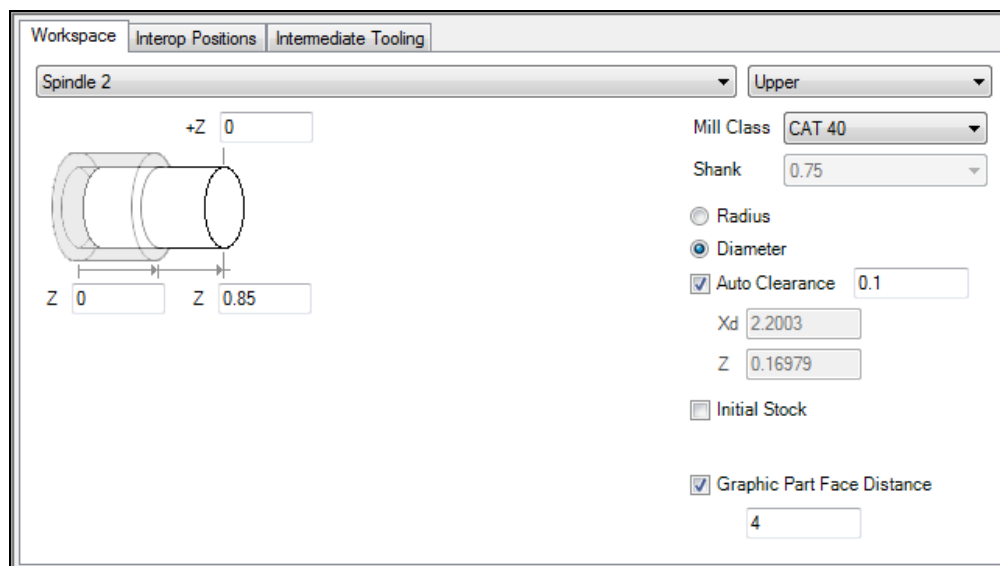 Workspace Interop Positions Intermediate Tooling
Spindle 2 Upper
+Z 0
Z 0 Z 0.85
Mill Class CAT 40
Shank 0.75
Radius
Diameter
Auto Clearance 0.1
Xd 2.2003
Z 0.16979
Initial Stock
Graphic Part Face Distance
4